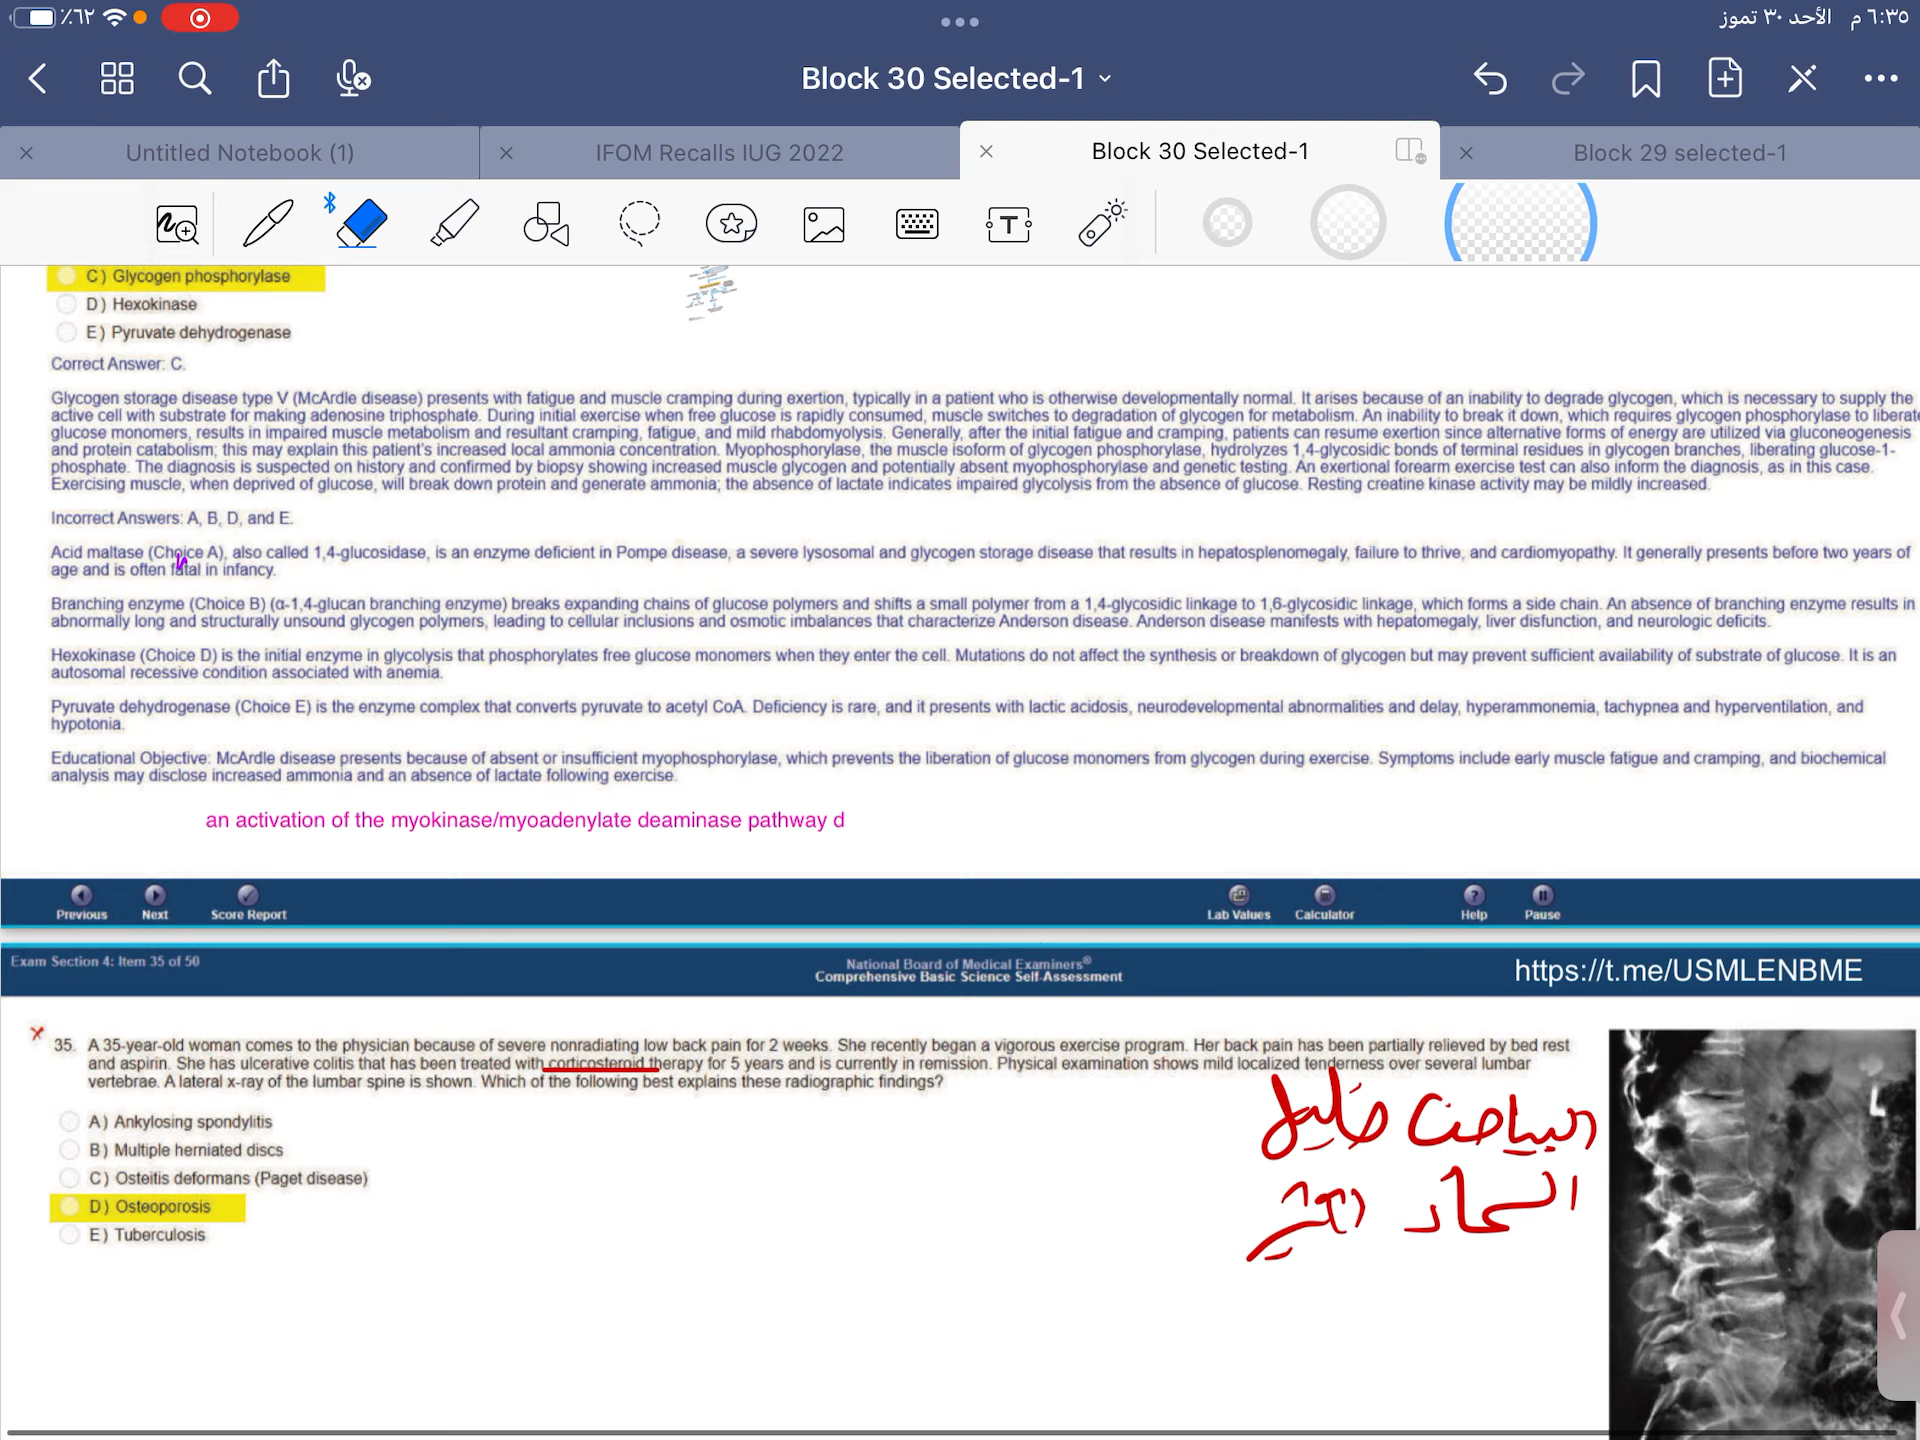 ٪٦٢
٦:٣٥ م الأحد ٣٠ تموز
Block 30 Selected-1
Untitled Notebook (1)
IFOM Recalls IUG 2022
Block 30 Selected-1
Block 29 selected-1
C) Glycogen phosphorylase
D) Hexokinase
E) Pyruvate dehydrogenase
Correct Answer: C.
Glycogen storage disease type V (McArdle disease) presents with fatigue and muscle cramping during exertion, typically in a patient who is otherwise developmentally normal. It arises because of an inability to degrade glycogen, which is necessary to supply the
active cell with substrate for making adenosine triphosphate. During initial exercise when free glucose is rapidly consumed, muscle switches to degradation of glycogen for metabolism. An inability to break it down, which requires glycogen phosphorylase to liberate
glucose monomers, results in impaired muscle metabolism and resultant cramping, fatigue, and mild rhabdomyolysis. Generally, after the initial fatigue and cramping, patients can resume exertion since alternative forms of energy are utilized via gluconeogenesis
and protein catabolism; this may explain this patient's increased local ammonia concentration. Myophosphorylase, the muscle isoform of glycogen phosphorylase, hydrolyzes 1,4-glycosidic bonds of terminal residues in glycogen branches, liberating glucose-1-
phosphate. The diagnosis is suspected on history and confirmed by biopsy showing increased muscle glycogen and potentially absent myophosphorylase and genetic testing. An exertional forearm exercise test can also inform the diagnosis, as in this case.
Exercising muscle, when deprived of glucose, will break down protein and generate ammonia; the absence of lactate indicates impaired glycolysis from the absence of glucose. Resting creatine kinase activity may be mildly increased.
Incorrect Answers: A, B, D, and E.
Acid maltase (Choice A), also called 1,4-glucosidase, is an enzyme deficient in Pompe disease, a severe lysosomal and glycogen storage disease that results in hepatosplenomegaly, failure to thrive, and cardiomyopathy. It generally presents before two years of
age and is often fatal in infancy.
Branching enzyme (Choice B) (α-1,4-glucan branching enzyme) breaks expanding chains of glucose polymers and shifts a small polymer from a 1,4-glycosidic linkage to 1,6-glycosidic linkage, which forms a side chain. An absence of branching enzyme results in
abnormally long and structurally unsound glycogen polymers, leading to cellular inclusions and osmotic imbalances that characterize Anderson disease. Anderson disease manifests with hepatomegaly, liver disfunction, and neurologic deficits.
Hexokinase (Choice D) is the initial enzyme in glycolysis that phosphorylates free glucose monomers when they enter the cell. Mutations do not affect the synthesis or breakdown of glycogen but may prevent sufficient availability of substrate of glucose. It is an
autosomal recessive condition associated with anemia.
Pyruvate dehydrogenase (Choice E) is the enzyme complex that converts pyruvate to acetyl CoA. Deficiency is rare, and it presents with lactic acidosis, neurodevelopmental abnormalities and delay, hyperammonemia, tachypnea and hyperventilation, and
hypotonia.
Educational Objective: McArdle disease presents because of absent or insufficient myophosphorylase, which prevents the liberation of glucose monomers from glycogen during exercise. Symptoms include early muscle fatigue and cramping, and biochemical
analysis may disclose increased ammonia and an absence of lactate following exercise.
an activation of the myokinase/myoadenylate deaminase pathway d
Previous Next Score Report Lab Values Calculator Help Pause
Exam Section 4: Item 35 of 50
National Board of Medical Examiners®
Comprehensive Basic Science Self-Assessment
https://t.me/USMLENBME
35. A 35-year-old woman comes to the physician because of severe nonradiating low back pain for 2 weeks. She recently began a vigorous exercise program. Her back pain has been partially relieved by bed rest
and aspirin. She has ulcerative colitis that has been treated with corticosteroid therapy for 5 years and is currently in remission. Physical examination shows mild localized tenderness over several lumbar
vertebrae. A lateral x-ray of the lumbar spine is shown. Which of the following best explains these radiographic findings?
A) Ankylosing spondylitis
B) Multiple herniated discs
C) Osteitis deformans (Paget disease)
D) Osteoporosis
E) Tuberculosis
L